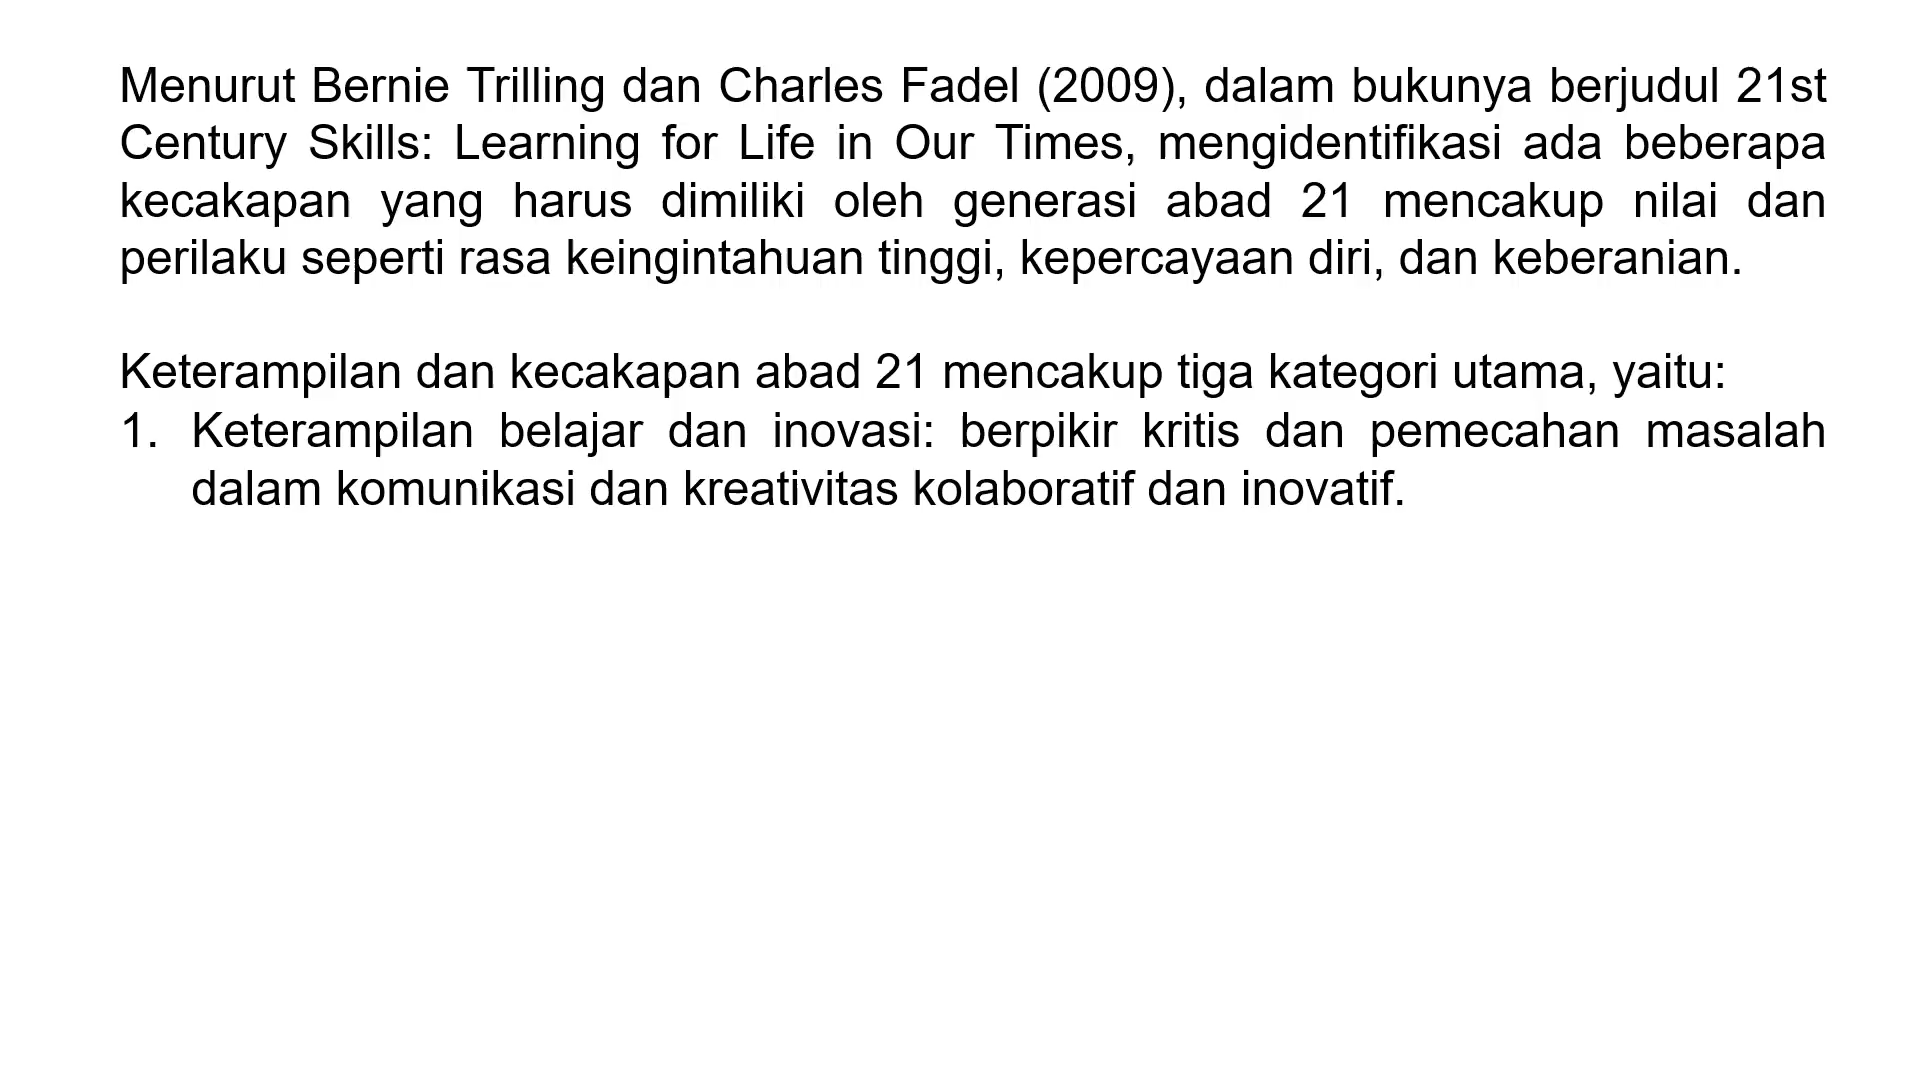 Menurut Bernie Trilling dan Charles Fadel (2009), dalam bukunya berjudul 21st
Century Skills: Learning for Life in Our Times, mengidentifikasi ada beberapa
kecakapan yang harus dimiliki oleh generasi abad 21 mencakup nilai dan
perilaku seperti rasa keingintahuan tinggi, kepercayaan diri, dan keberanian.
Keterampilan dan kecakapan abad 21 mencakup tiga kategori utama, yaitu:
1. Keterampilan belajar dan inovasi: berpikir kritis dan pemecahan masalah
dalam komunikasi dan kreativitas kolaboratif dan inovatif.